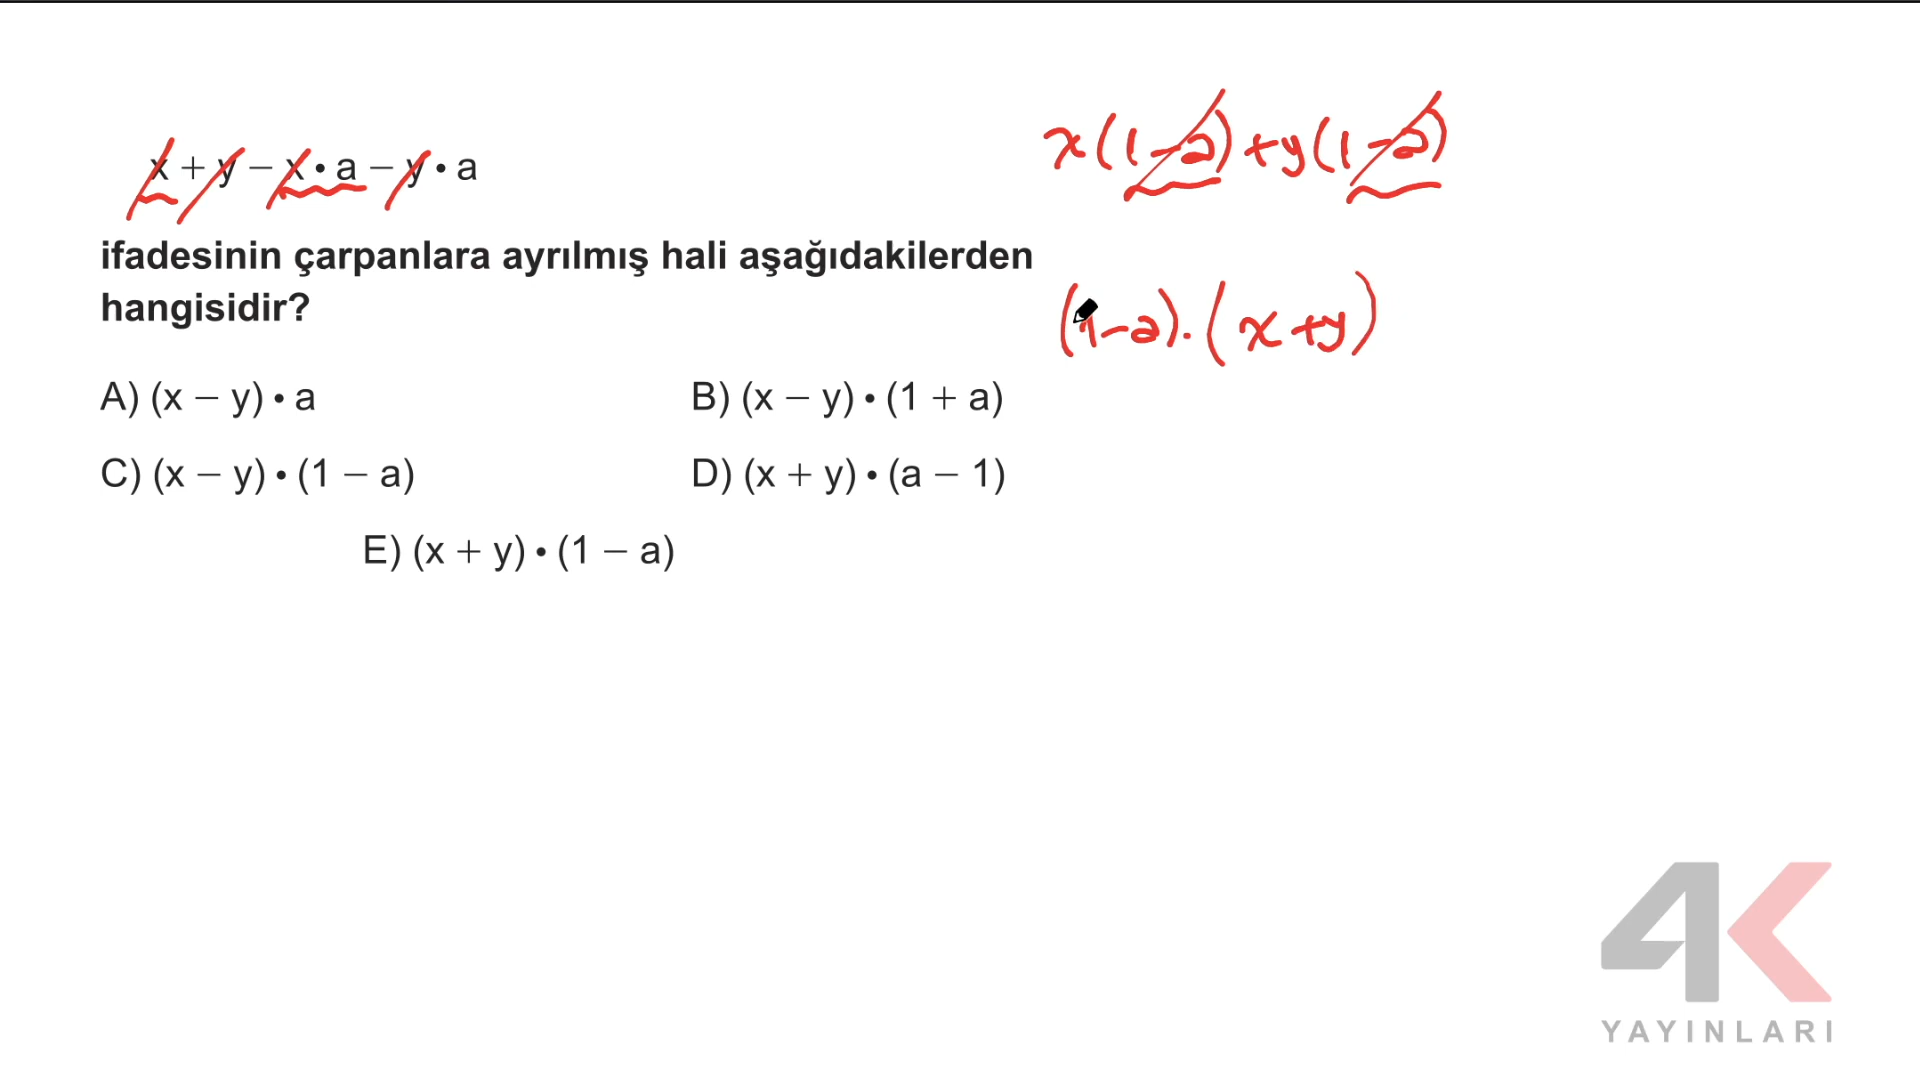 x + y − x • a − y • a
x(1-a)+y(1-a)
ifadesinin çarpanlara ayrılmış hali aşağıdakilerden
hangisidir?
(1-a).(x+y)
A) (x − y) • a
B) (x − y) • (1 + a)
C) (x − y) • (1 − a)
D) (x + y) • (a − 1)
E) (x + y) • (1 − a)
4K
YAYINLARI